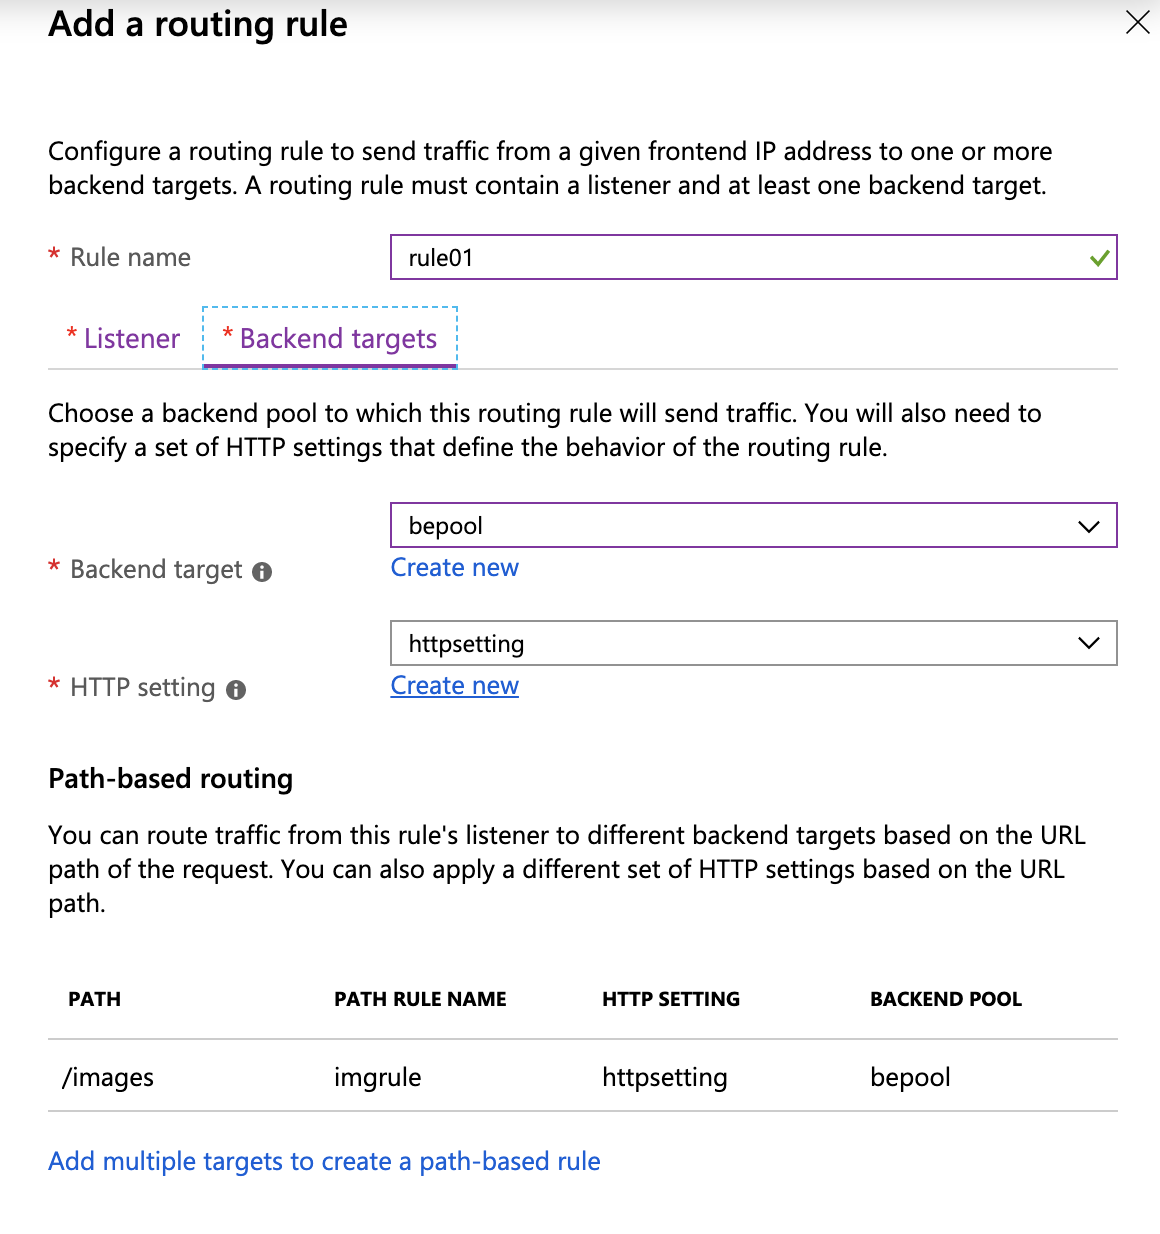 Add a routing rule
Configure a routing rule to send traffic from a given frontend IP address to one or more
backend targets. A routing rule must contain a listener and at least one backend target.
* Rule name
rule01
* Listener
* Backend targets
Choose a backend pool to which this routing rule will send traffic. You will also need to
specify a set of HTTP settings that define the behavior of the routing rule.
bepool
* Backend target
Create new
httpsetting
* HTTP setting
Create new
Path-based routing
You can route traffic from this rule's listener to different backend targets based on the URL
path of the request. You can also apply a different set of HTTP settings based on the URL
path.
PATH PATH RULE NAME HTTP SETTING BACKEND POOL
/images imgrule httpsetting bepool
Add multiple targets to create a path-based rule